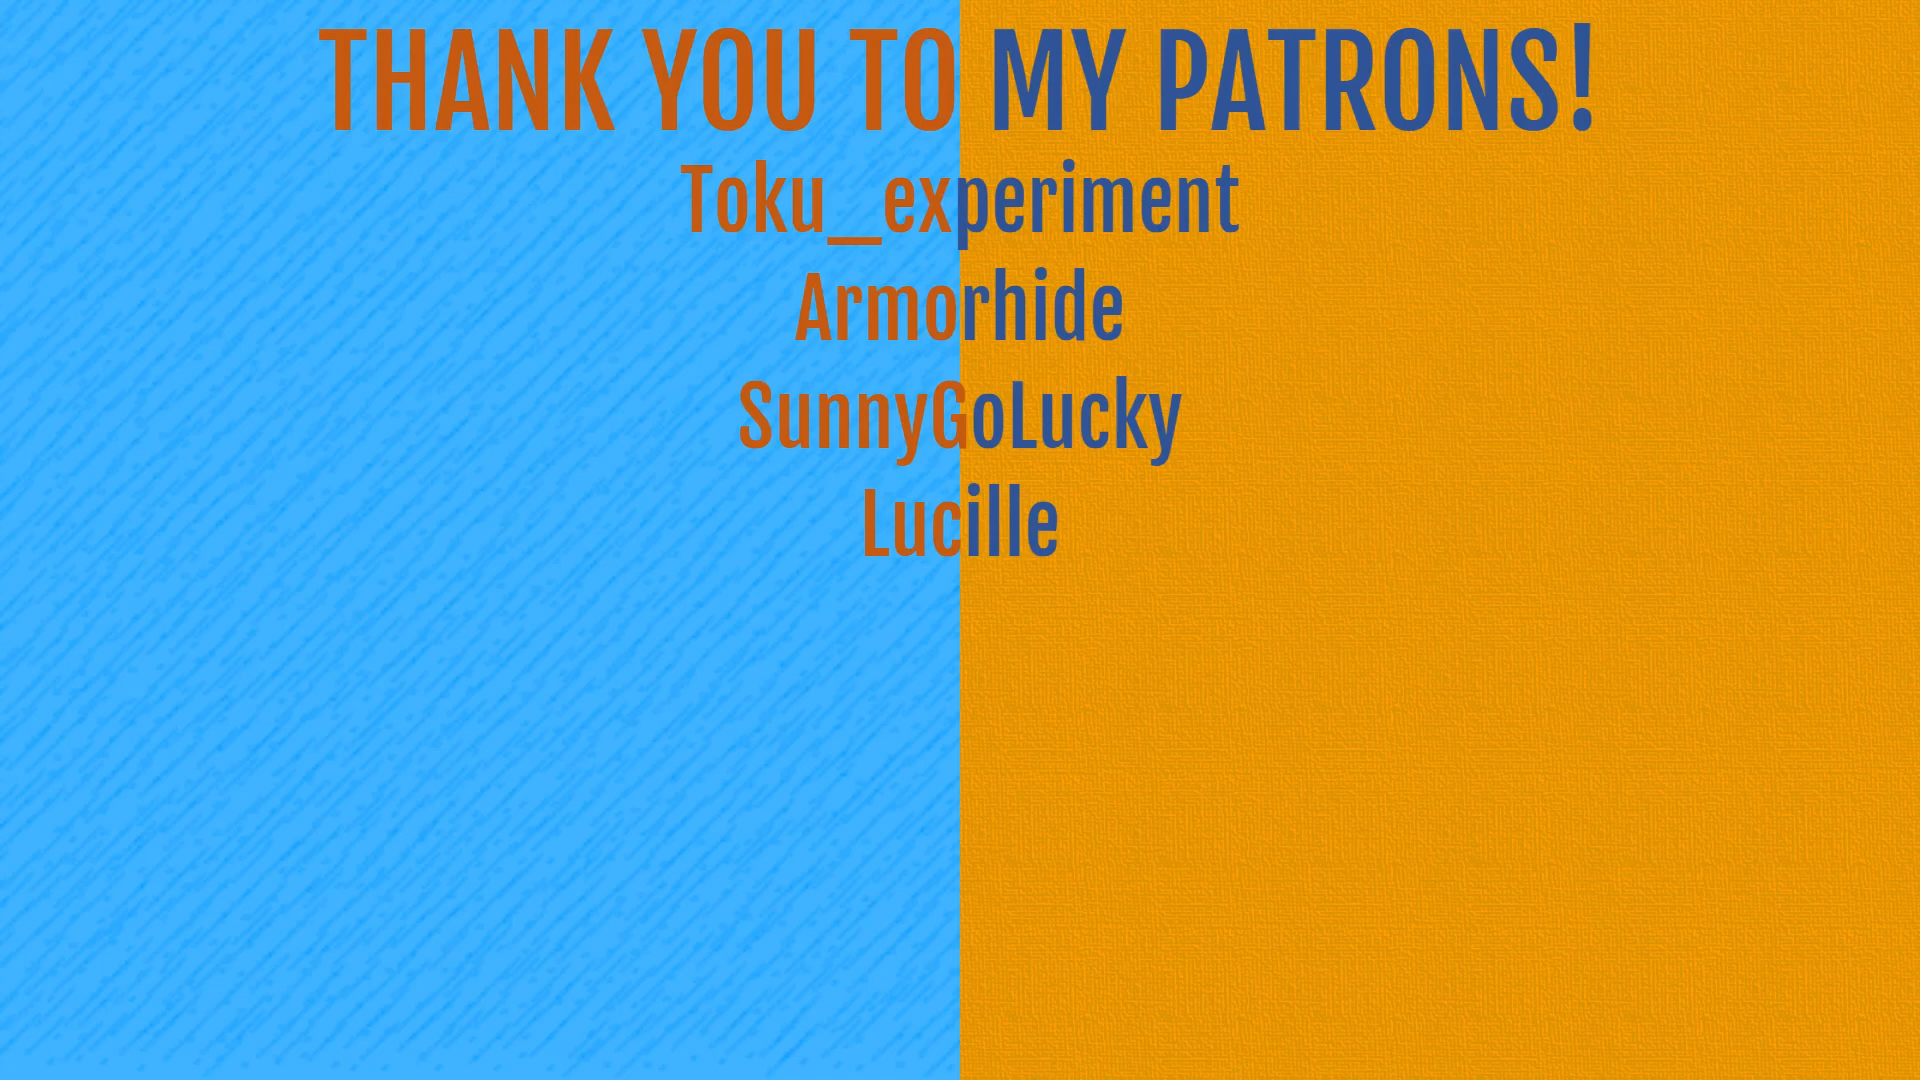 THANK YOU TO MY PATRONS!
Toku_experiment
Armorhide
SunnyGoLucky
Lucille